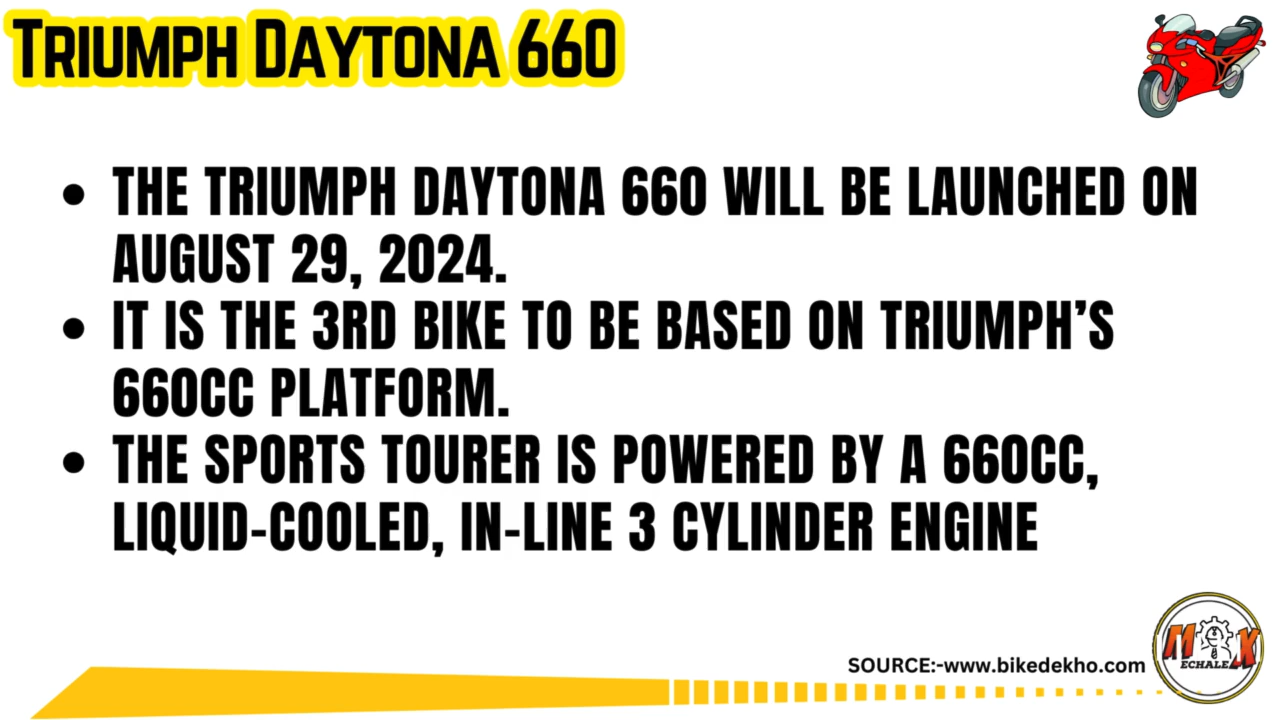 TRIUMPH DAYTONA 660
THE TRIUMPH DAYTONA 660 WILL BE LAUNCHED ON
AUGUST 29, 2024.
IT IS THE 3RD BIKE TO BE BASED ON TRIUMPH'S
660CC PLATFORM.
THE SPORTS TOURER IS POWERED BY A 660CC,
LIQUID-COOLED, IN-LINE 3 CYLINDER ENGINE
SOURCE:-www.bikedekho.com
M X
ECHALE